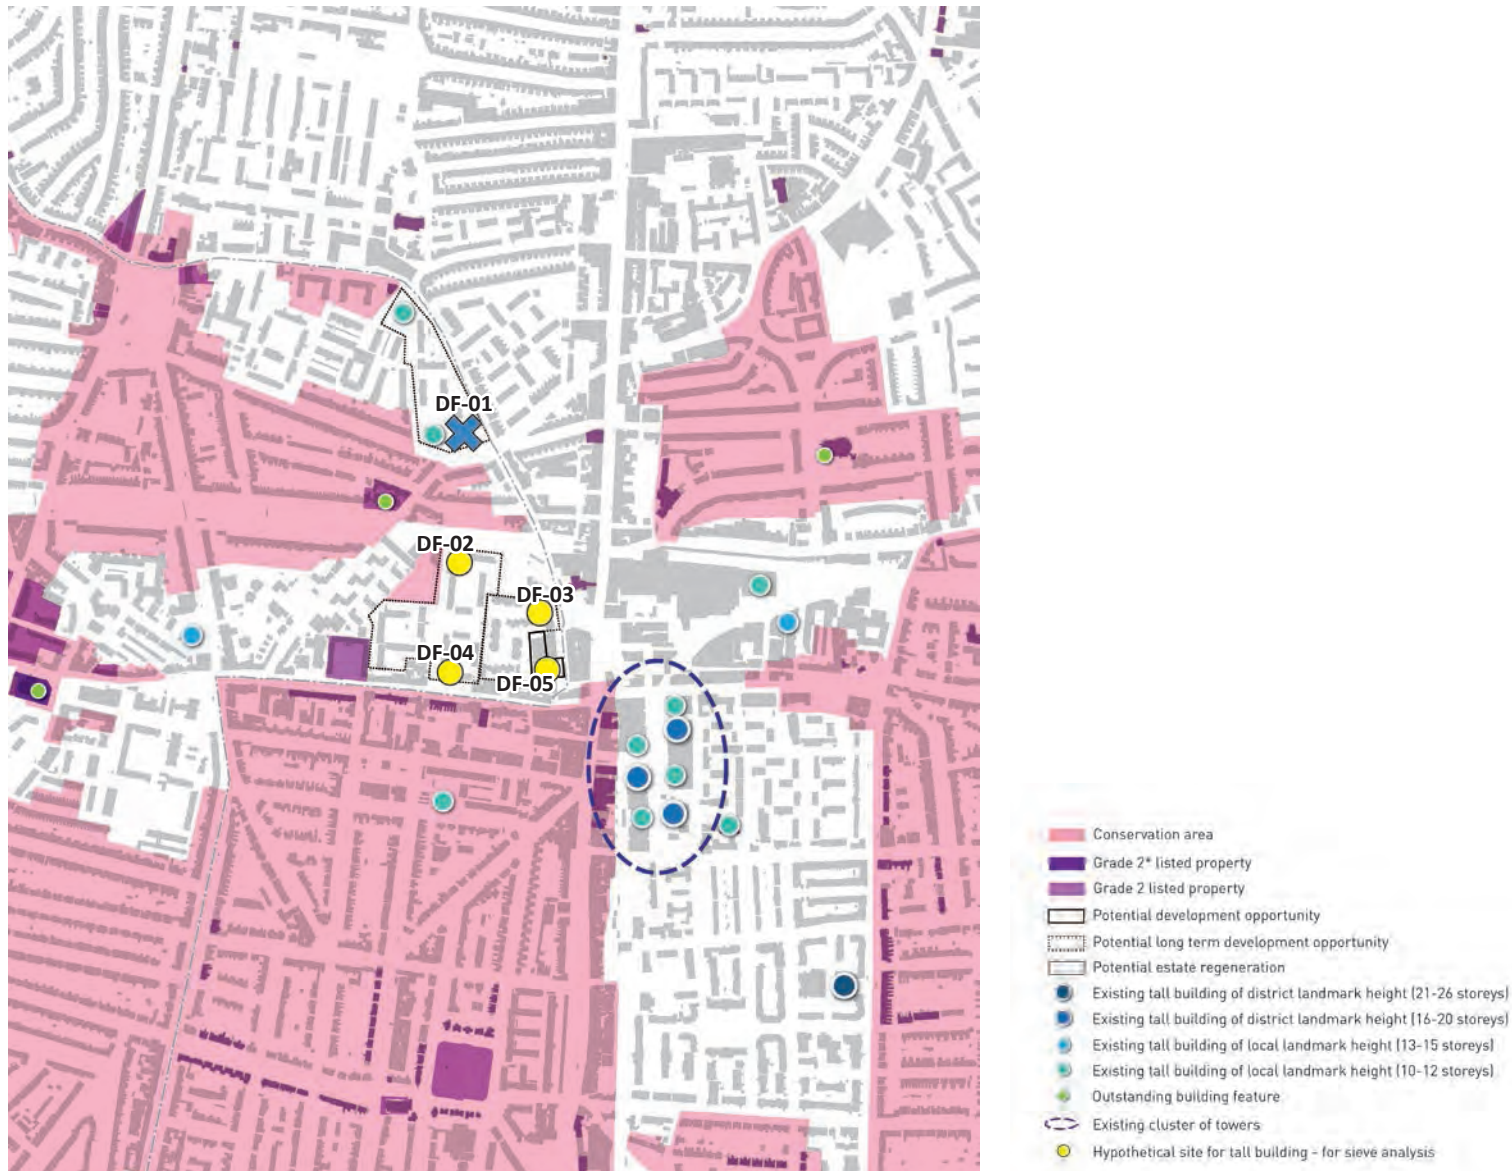 DF-01
DF-02
DF-03
DF-04
DF-05
Conservation area
Grade 2* listed property
Grade 2 listed property
Potential development opportunity
Potential long term development opportunity
Potential estate regeneration
Existing tall building of district landmark height (21-26 storeys)
Existing tall building of district landmark height (16-20 storeys)
Existing tall building of local landmark height (13-15 storeys)
Existing tall building of local landmark height (10-12 storeys)
Outstanding building feature
Existing cluster of towers
Hypothetical site for tall building - for sieve analysis